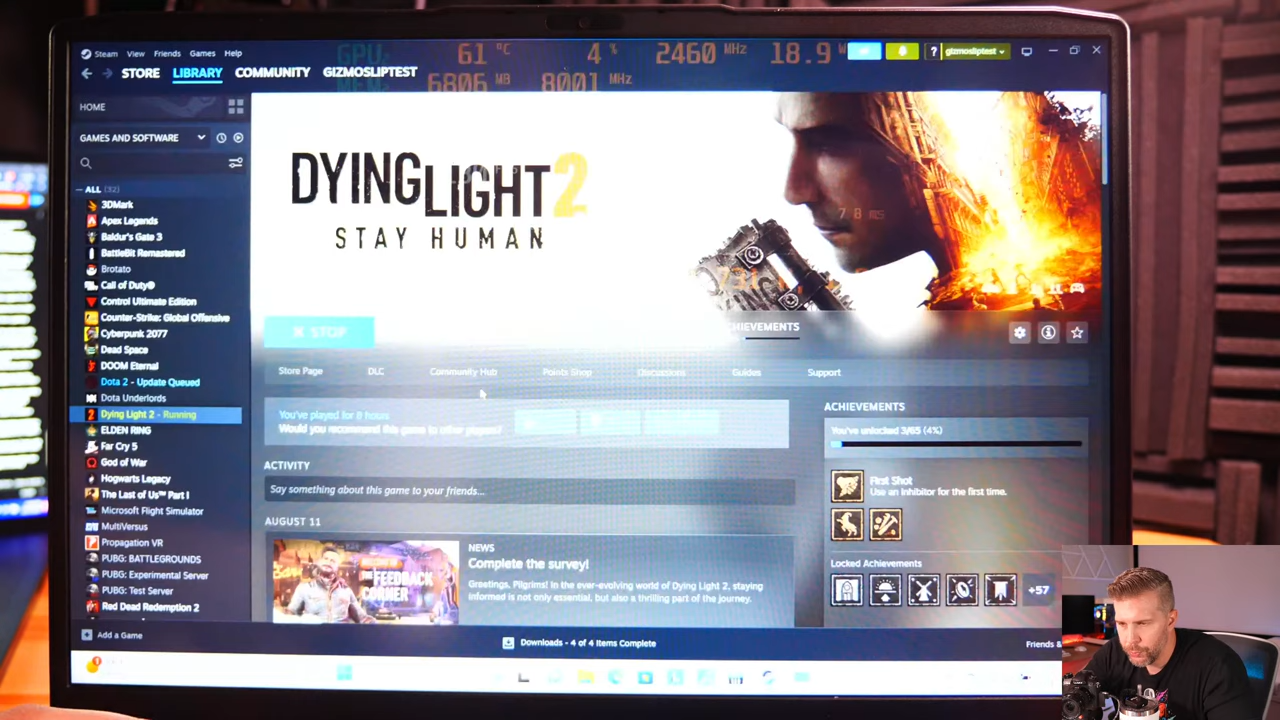 Steam View Friends Games Help
GPU 61 °C 4 % 2460 MHz 18.9 W
? gizmosliptest
STORE LIBRARY COMMUNITY GIZMOSLIPTEST
6806 MB 8001 MHz
HOME
GAMES AND SOFTWARE
ALL (32)
3DMark
Apex Legends
Baldur's Gate 3
BattleBit Remastered
Brotato
Call of Duty®
Control Ultimate Edition
Counter-Strike: Global Offensive
Cyberpunk 2077
Dead Space
DOOM Eternal
Dota 2 - Update Queued
Dota Underlords
Dying Light 2 - Running
ELDEN RING
Far Cry 5
God of War
Hogwarts Legacy
The Last of Us™ Part I
Microsoft Flight Simulator
MultiVersus
Propagation VR
PUBG: BATTLEGROUNDS
PUBG: Experimental Server
PUBG: Test Server
Red Dead Redemption 2
Add a Game
DYING LIGHT 2
STAY HUMAN
STOP
Store Page DLC Community Hub Points Shop Discussions Guides Support
You've played for 8 hours
Would you recommend this game to other players?
ACTIVITY
Say something about this game to your friends...
AUGUST 11
FEEDBACK
CORNER
NEWS
Complete the survey!
Greetings, Pilgrims! In the ever-evolving world of Dying Light 2, staying
informed is not only essential, but also a thrilling part of the journey.
ACHIEVEMENTS
You've unlocked 3/65 (4%)
First Shot
Use an Inhibitor for the first time.
Locked Achievements
+57
Downloads - 4 of 4 Items Complete
Friends &